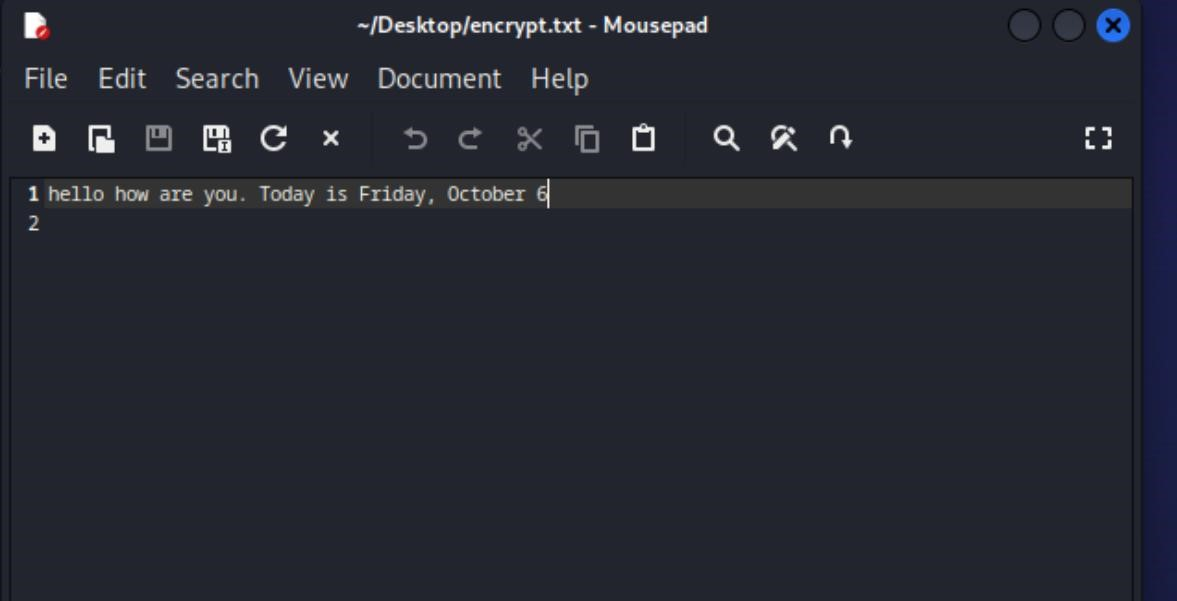 ~/Desktop/encrypt.txt - Mousepad
File Edit Search View Document Help
1 hello how are you. Today is Friday, October 6
2